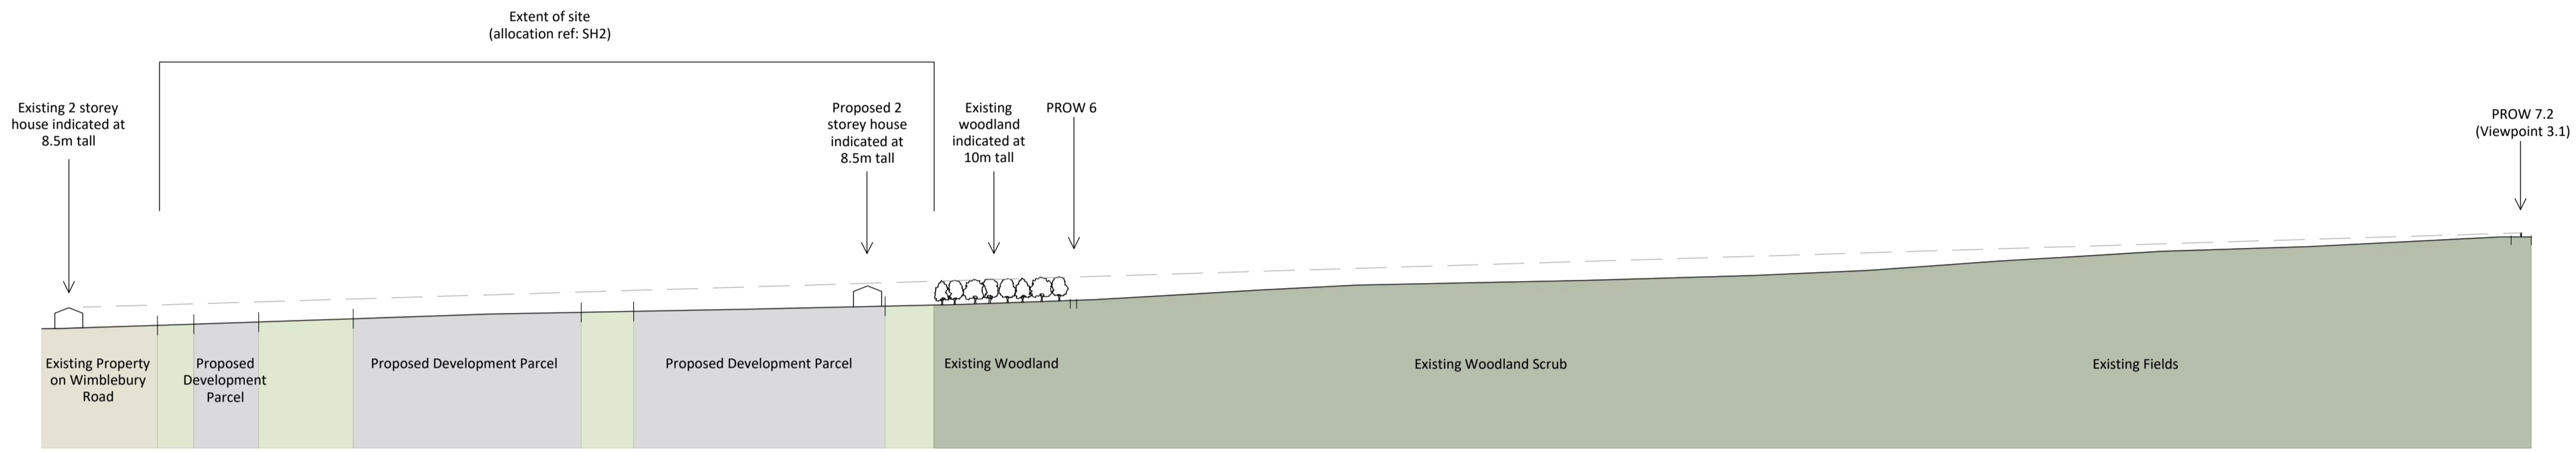 Extent of site
(allocation ref: SH2)
Existing 2 storey
house indicated at
8.5m tall
Proposed 2
storey house
indicated at
8.5m tall
Existing
woodland
indicated at
10m tall
PROW 6
PROW 7.2
(Viewpoint 3.1)
Existing Property
on Wimblebury
Road
Proposed
Development
Parcel
Proposed Development Parcel
Proposed Development Parcel
Existing Woodland
Existing Woodland Scrub
Existing Fields